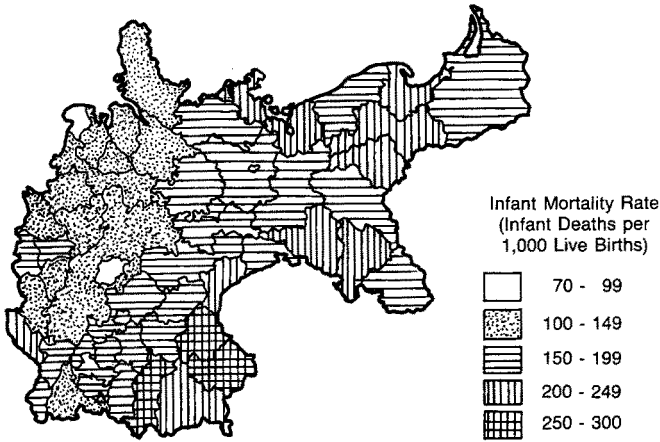 Infant Mortality Rate
(Infant Deaths per
1,000 Live Births)
70 - 99
100 - 149
150 - 199
200 - 249
250 - 300